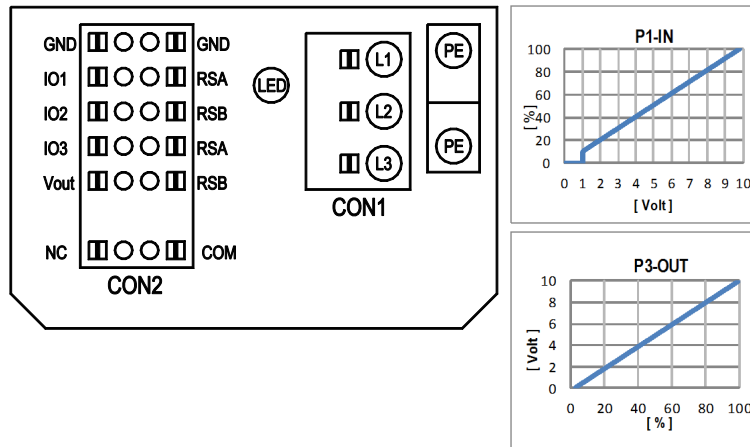 GND GND
IO1 RSA
IO2 RSB
IO3 RSA
Vout RSB
NC COM
CON2
LED
L1
L2
L3
CON1
PE
PE
P1-IN
100
80
60
40
20
0
[ % ]
0 1 2 3 4 5 6 7 8 9 10
[ Volt ]
P3-OUT
10
8
6
4
2
0
[ Volt ]
0 20 40 60 80 100
[ % ]